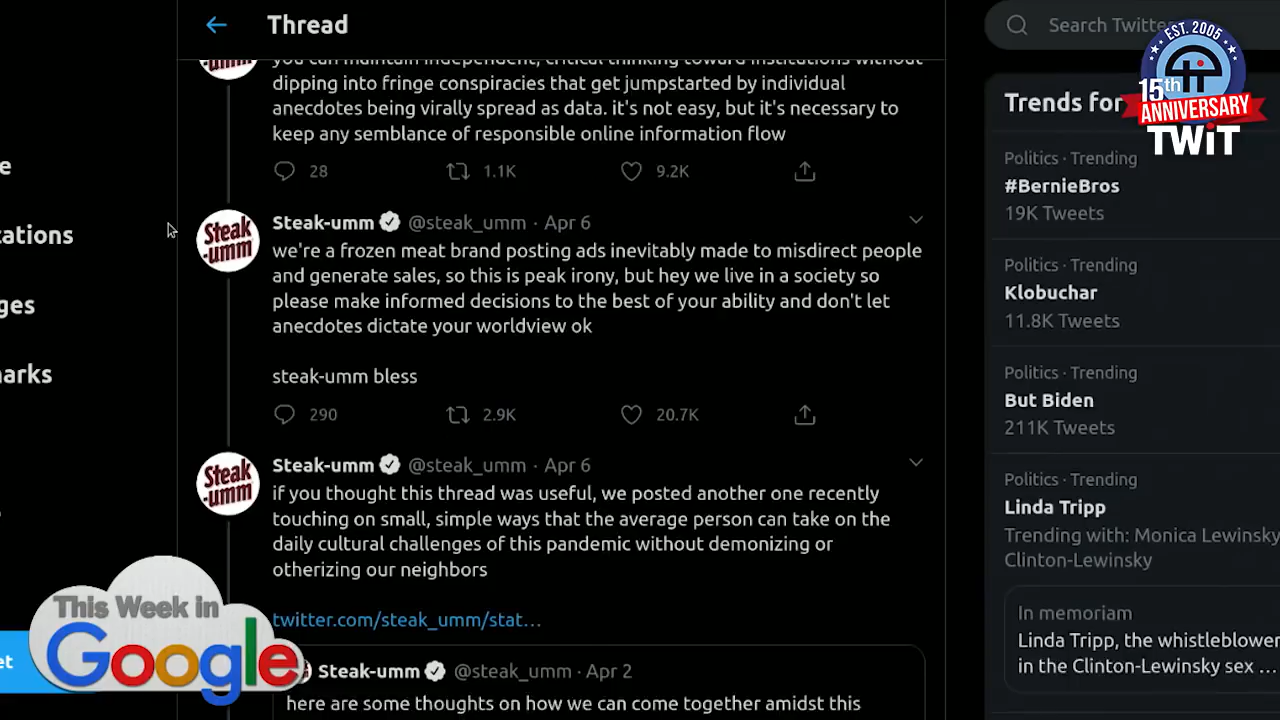 Thread
Search Twitter
EST. 2005
15th
ANNIVERSARY
TWiT
you can maintain independent, critical thinking toward institutions without
dipping into fringe conspiracies that get jumpstarted by individual
anecdotes being virally spread as data. it's not easy, but it's necessary to
keep any semblance of responsible online information flow
28
1.1K
9.2K
Steak-umm @steak_umm · Apr 6
we're a frozen meat brand posting ads inevitably made to misdirect people
and generate sales, so this is peak irony, but hey we live in a society so
please make informed decisions to the best of your ability and don't let
anecdotes dictate your worldview ok
steak-umm bless
290
2.9K
20.7K
Steak-umm @steak_umm · Apr 6
if you thought this thread was useful, we posted another one recently
touching on small, simple ways that the average person can take on the
daily cultural challenges of this pandemic without demonizing or
otherizing our neighbors
twitter.com/steak_umm/stat…
Steak-umm @steak_umm · Apr 2
here are some thoughts on how we can come together amidst this
Steak
-umm
Steak
-umm
Trends for
Politics · Trending
#BernieBros
19K Tweets
Politics · Trending
Klobuchar
11.8K Tweets
Politics · Trending
But Biden
211K Tweets
Politics · Trending
Linda Tripp
Trending with: Monica Lewinsky
Clinton-Lewinsky
In memoriam
Linda Tripp, the whistleblower
in the Clinton-Lewinsky sex ...
This Week in
Google